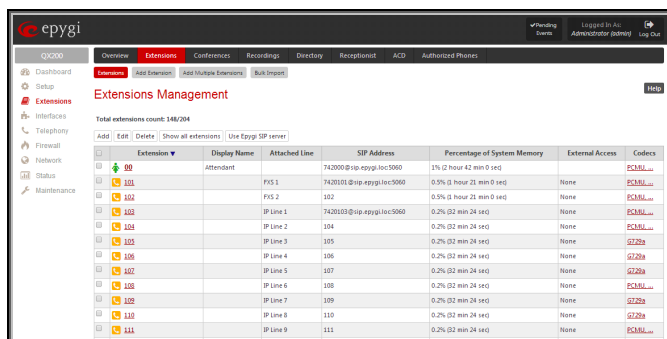 epygi
✔Pending Events
Logged In As: Administrator (admin)
Log Out
QX200
Overview Extensions Conferences Recordings Directory Receptionist ACD Authorized Phones
Dashboard
Setup
Extensions
Interfaces
Telephony
Firewall
Network
Status
Maintenance
Extensions Add Extension Add Multiple Extensions Bulk Import
Help
Extensions Management
Total extensions count: 148/204
Add Edit Delete Show all extensions Use Epygi SIP server
Extension ▼ Display Name Attached Line SIP Address Percentage of System Memory External Access Codecs
00 Attendant 742000@sip.epygi.loc:5060 1% (2 hour 42 min 0 sec) PCMU, ...
101 FXS 1 7420101@sip.epygi.loc:5060 0.5% (1 hour 21 min 0 sec) None PCMU, ...
102 FXS 2 102 0.5% (1 hour 21 min 0 sec) None PCMU, ...
103 IP Line 1 7420103@sip.epygi.loc:5060 0.2% (32 min 24 sec) None PCMU, ...
104 IP Line 2 104 0.2% (32 min 24 sec) None PCMU, ...
105 IP Line 3 105 0.2% (32 min 24 sec) None G729a
106 IP Line 4 106 0.2% (32 min 24 sec) None G729a
107 IP Line 5 107 0.2% (32 min 24 sec) None G729a
108 IP Line 6 108 0.2% (32 min 24 sec) None PCMU, ...
109 IP Line 7 109 0.2% (32 min 24 sec) None G729a
110 IP Line 8 110 0.2% (32 min 24 sec) None G729a
111 IP Line 9 111 0.2% (32 min 24 sec) None PCMU, ...